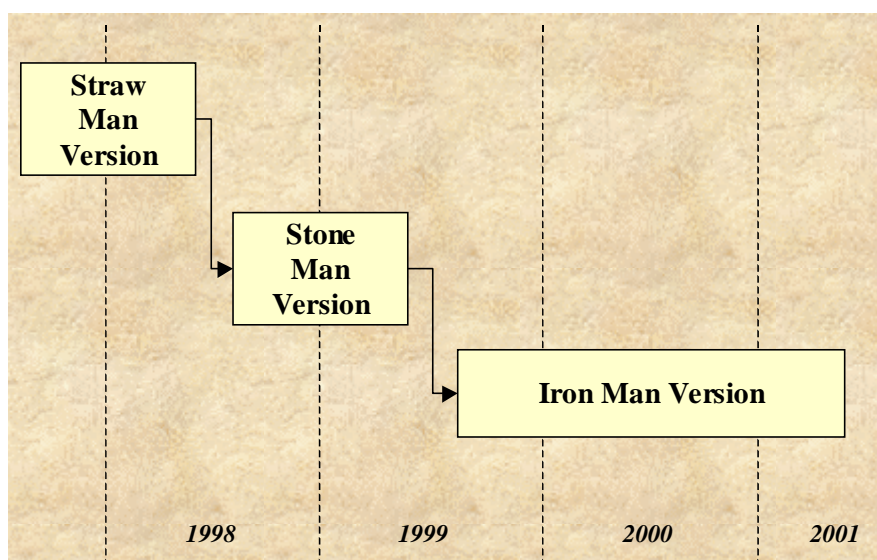 Straw
Man
Version
Stone
Man
Version
Iron Man Version
1998 1999 2000 2001